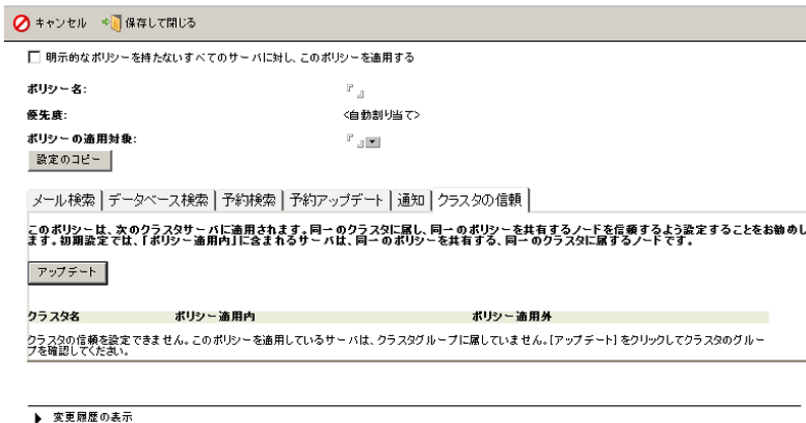 キャンセル 保存して閉じる
明示的なポリシーを持たないすべてのサーバに対し、このポリシーを適用する
ポリシー名: 『 』
優先度: <自動割り当て>
ポリシーの適用対象: 『 』
設定のコピー
メール検索 データベース検索 予約検索 予約アップデート 通知 クラスタの信頼
このポリシーは、次のクラスタサーバに適用されます。同一のクラスタに属し、同一のポリシーを共有するノードを信頼するよう設定することをお勧めし
ます。初期設定では、「ポリシー適用内」に含まれるサーバは、同一のポリシーを共有する、同一のクラスタに属するノードです。
アップデート
クラスタ名 ポリシー適用内 ポリシー適用外
クラスタの信頼を設定できません。このポリシーを適用しているサーバは、クラスタグループに属していません。[アップデート] をクリックしてクラスタのグルー
プを確認してください。
変更履歴の表示